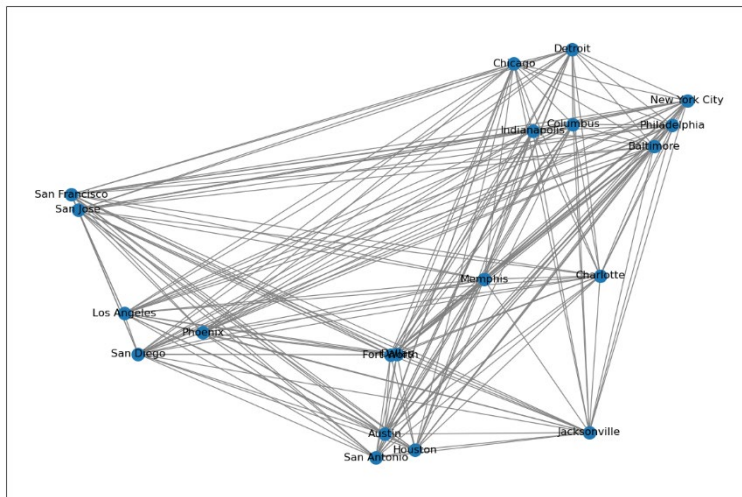 Detroit
Chicago
New York City
Columbus
Philadelphia
Indianapolis
Baltimore
San Francisco
San Jose
Memphis
Charlotte
Los Angeles
Phoenix
San Diego
Fort Worth
Austin
Jacksonville
Houston
San Antonio